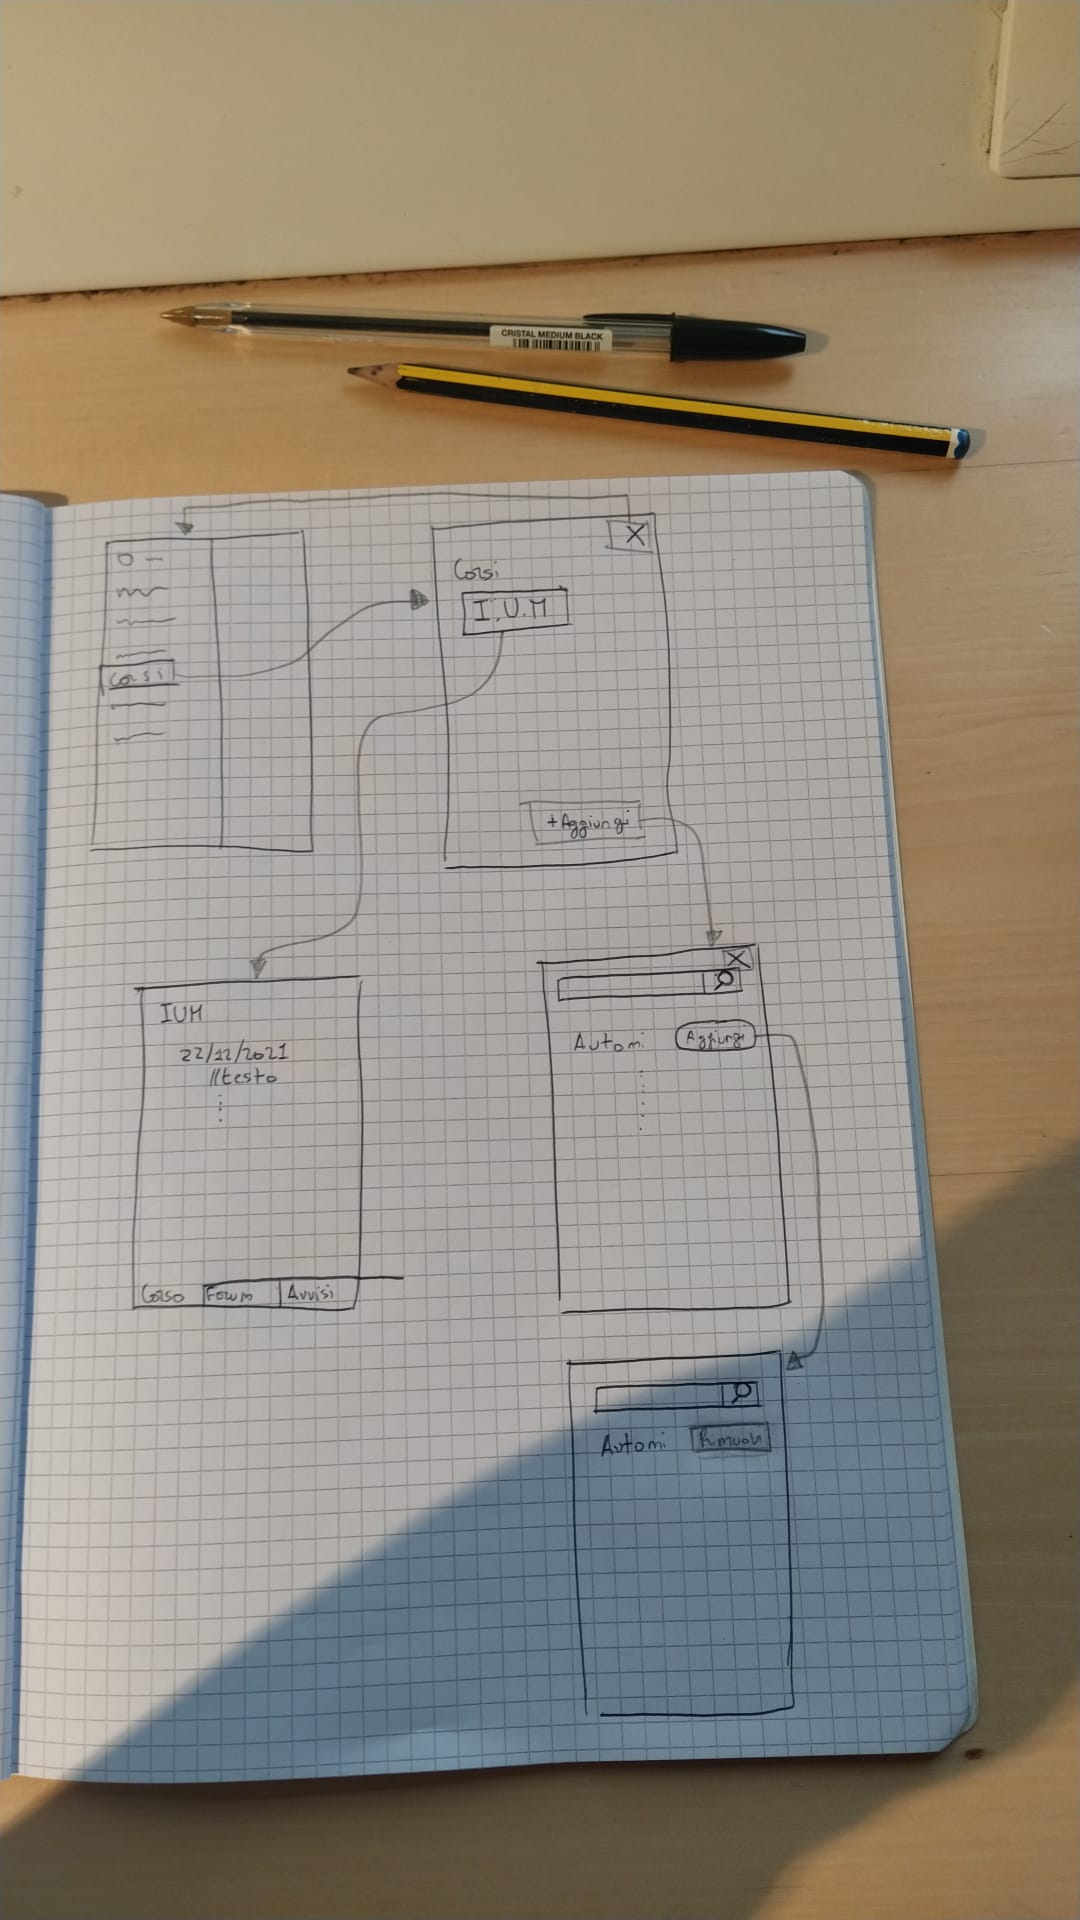 CRISTAL MEDIUM BLACK
X
Corsi
I.U.M
Corsi
+Aggiungi
X
IUM
22/12/2021
//testo
Automi Aggiungi
Corso Forum Avvisi
Automi Rimuovi